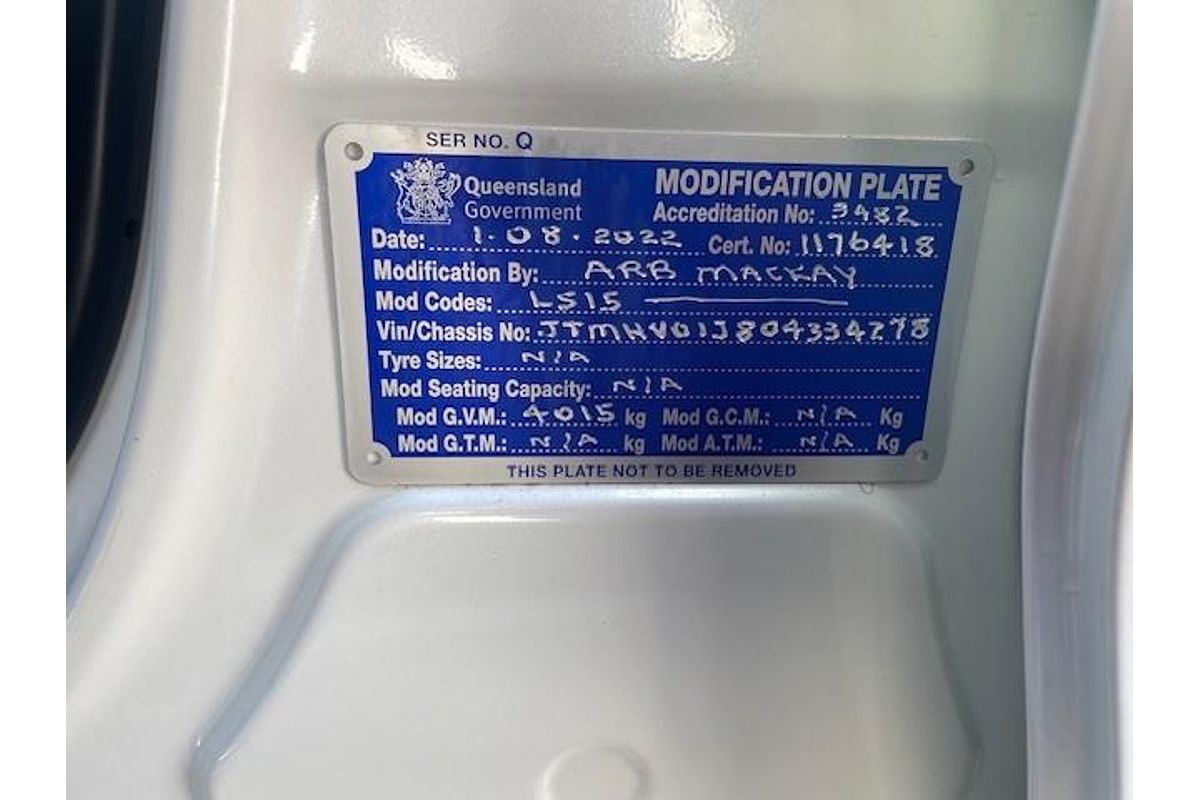 SER NO. Q
Queensland
Government
MODIFICATION PLATE
Accreditation No: 3482
Date: 1.08.2022 Cert. No: 1176418
Modification By: ARB MACKAY
Mod Codes: LS15
Vin/Chassis No: JTMHV01J804334278
Tyre Sizes: N/A
Mod Seating Capacity: N/A
Mod G.V.M.: 4015 kg Mod G.C.M.: N/A Kg
Mod G.T.M.: N/A kg Mod A.T.M.: N/A Kg
THIS PLATE NOT TO BE REMOVED